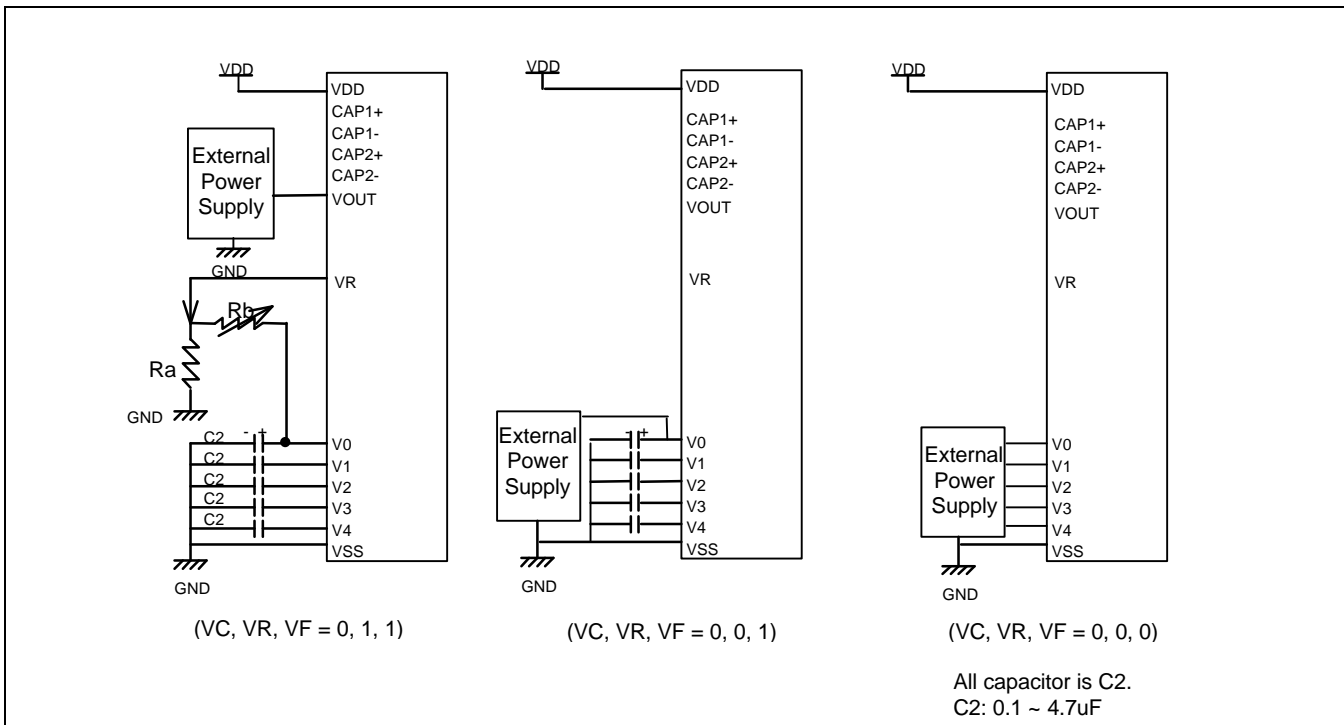 VDD
VDD
CAP1+
CAP1-
CAP2+
CAP2-
VOUT
External
Power
Supply
GND
VR
Rb
Ra
GND
- +
C2
C2
C2
C2
C2
V0
V1
V2
V3
V4
VSS
GND
(VC, VR, VF = 0, 1, 1)
VDD
VDD
CAP1+
CAP1-
CAP2+
CAP2-
VOUT
VR
External
Power
Supply
- +
V0
V1
V2
V3
V4
VSS
GND
(VC, VR, VF = 0, 0, 1)
VDD
VDD
CAP1+
CAP1-
CAP2+
CAP2-
VOUT
VR
External
Power
Supply
V0
V1
V2
V3
V4
VSS
GND
(VC, VR, VF = 0, 0, 0)
All capacitor is C2.
C2: 0.1 ~ 4.7uF